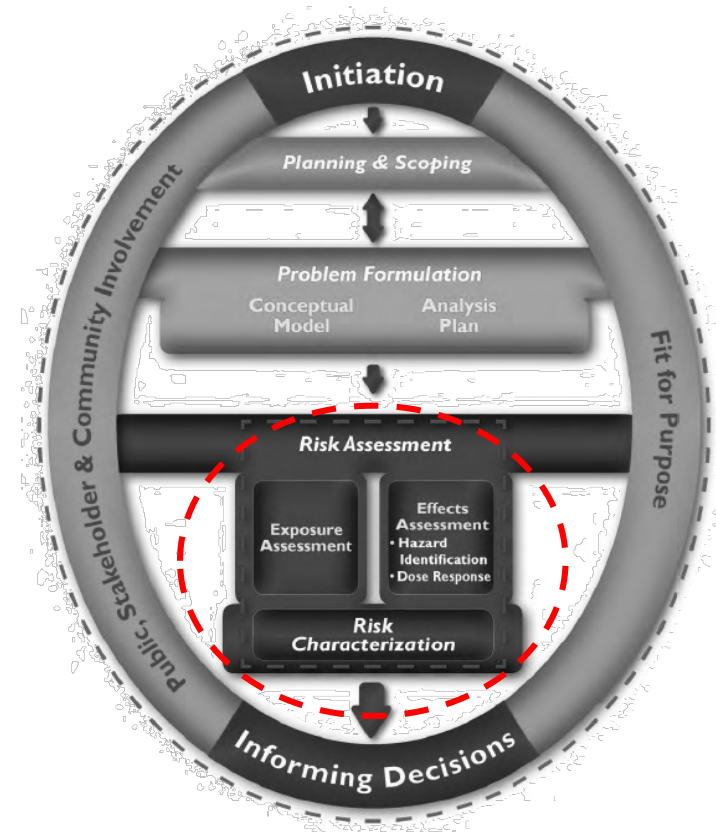 Initiation
Planning & Scoping
Public, Stakeholder & Community Involvement
Fit for Purpose
Problem Formulation
Conceptual
Model
Analysis
Plan
Risk Assessment
Exposure
Assessment
Effects
Assessment
• Hazard
Identification
• Dose Response
Risk
Characterization
Informing Decisions